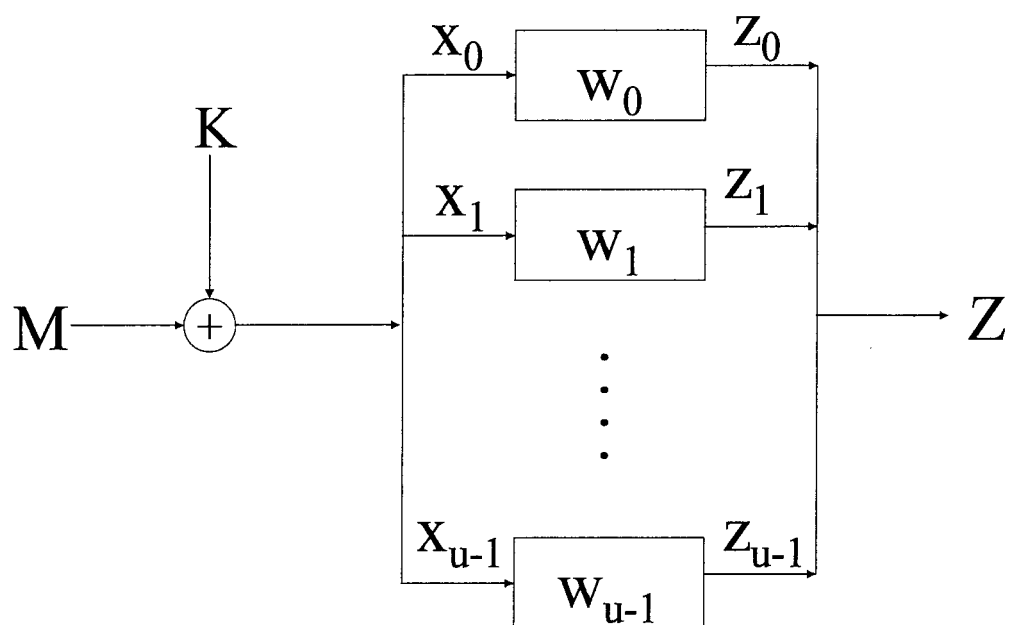 x₀ w₀ z₀
K
x₁ w₁ z₁
M + Z
xᵤ₋₁ wᵤ₋₁ zᵤ₋₁